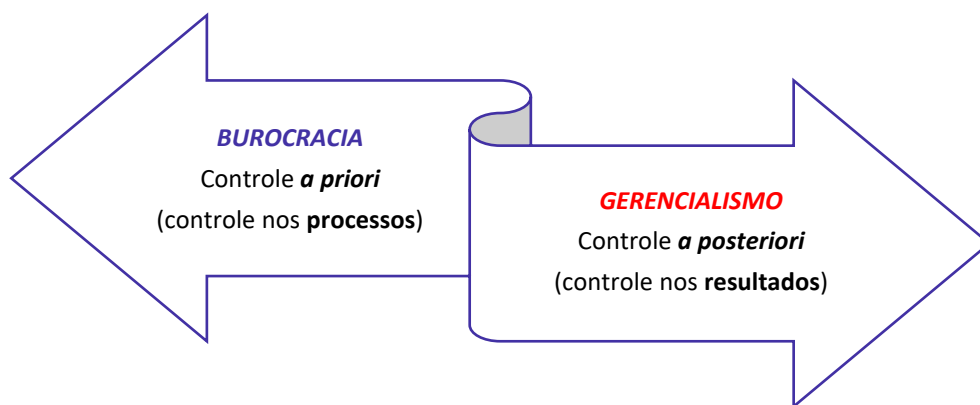 BUROCRACIA
Controle a priori
(controle nos processos)
GERENCIALISMO
Controle a posteriori
(controle nos resultados)